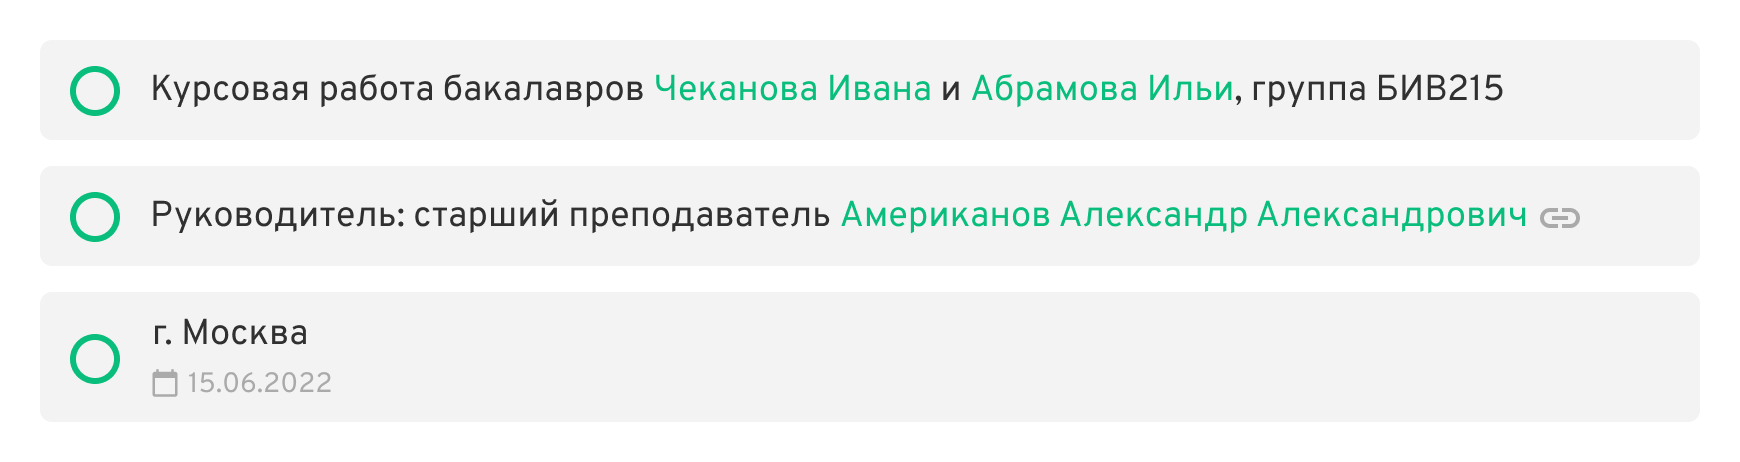 Курсовая работа бакалавров Чеканова Ивана и Абрамова Ильи, группа БИВ215
Руководитель: старший преподаватель Американов Александр Александрович
г. Москва
15.06.2022